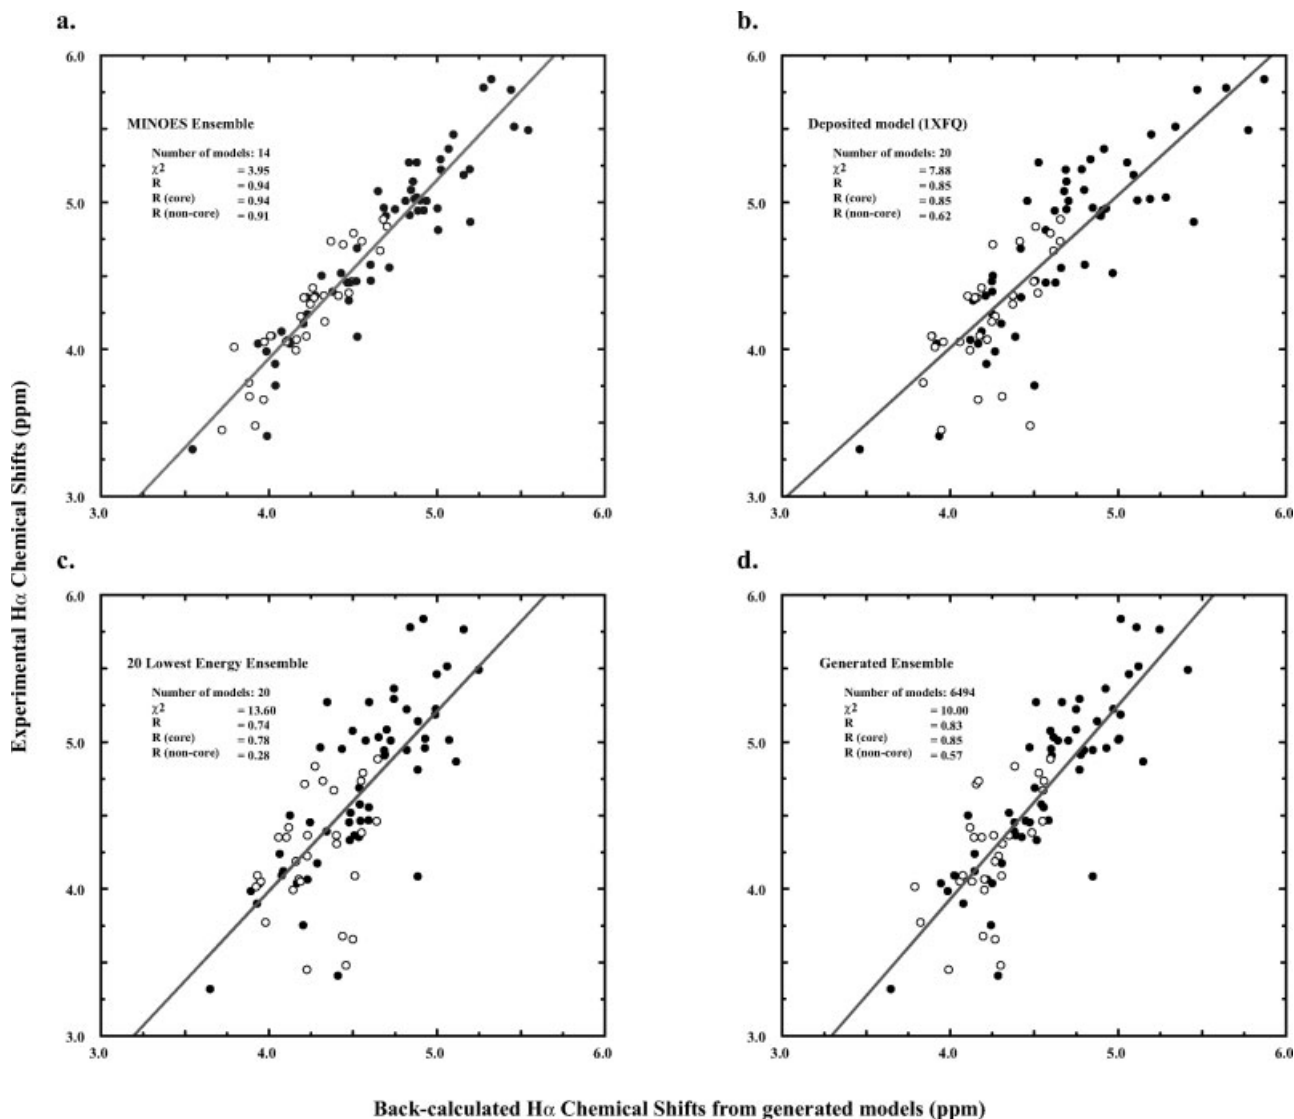 a.
6.0
5.0
4.0
3.0
3.0 4.0 5.0 6.0
MINOES Ensemble
Number of models: 14
χ2 = 3.95
R = 0.94
R (core) = 0.94
R (non-core) = 0.91
b.
6.0
5.0
4.0
3.0
3.0 4.0 5.0 6.0
Deposited model (1XFQ)
Number of models: 20
χ2 = 7.88
R = 0.85
R (core) = 0.85
R (non-core) = 0.62
Experimental Hα Chemical Shifts (ppm)
c.
6.0
5.0
4.0
3.0
3.0 4.0 5.0 6.0
20 Lowest Energy Ensemble
Number of models: 20
χ2 = 13.60
R = 0.74
R (core) = 0.78
R (non-core) = 0.28
d.
6.0
5.0
4.0
3.0
3.0 4.0 5.0 6.0
Generated Ensemble
Number of models: 6494
χ2 = 10.00
R = 0.83
R (core) = 0.85
R (non-core) = 0.57
Back-calculated Hα Chemical Shifts from generated models (ppm)